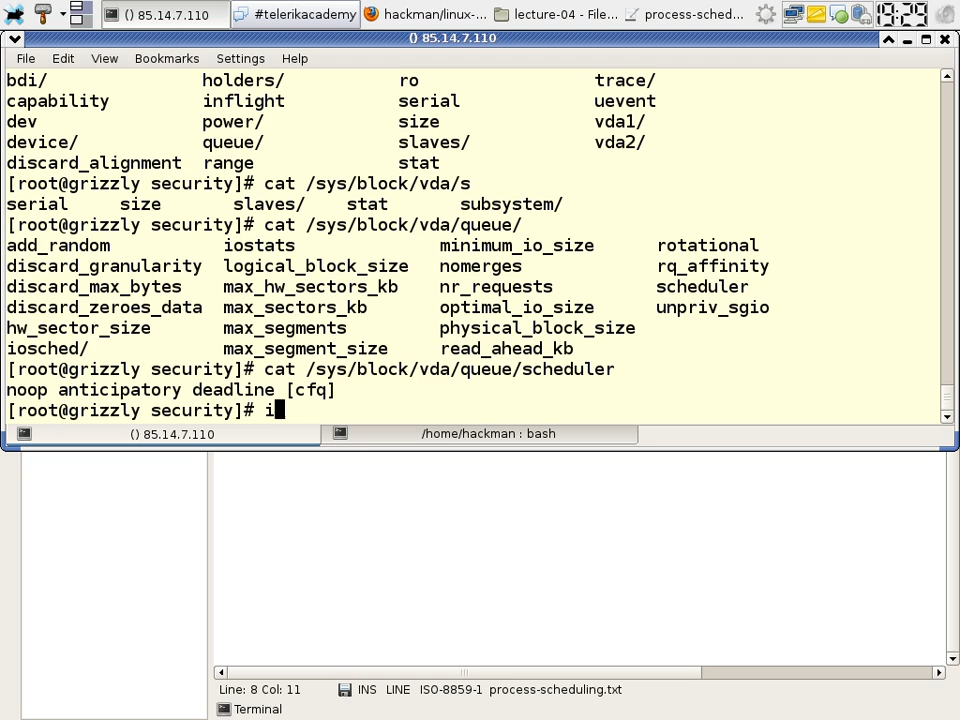 () 85.14.7.110 #telerikacademy hackman/linux-... lecture-04 - File... process-sched... 19:29
() 85.14.7.110
File Edit View Bookmarks Settings Help
bdi/ holders/ ro trace/
capability inflight serial uevent
dev power/ size vda1/
device/ queue/ slaves/ vda2/
discard_alignment range stat
[root@grizzly security]# cat /sys/block/vda/s
serial size slaves/ stat subsystem/
[root@grizzly security]# cat /sys/block/vda/queue/
add_random iostats minimum_io_size rotational
discard_granularity logical_block_size nomerges rq_affinity
discard_max_bytes max_hw_sectors_kb nr_requests scheduler
discard_zeroes_data max_sectors_kb optimal_io_size unpriv_sgio
hw_sector_size max_segments physical_block_size
iosched/ max_segment_size read_ahead_kb
[root@grizzly security]# cat /sys/block/vda/queue/scheduler
noop anticipatory deadline [cfq]
[root@grizzly security]# i
() 85.14.7.110 /home/hackman : bash
Line: 8 Col: 11 INS LINE ISO-8859-1 process-scheduling.txt
Terminal